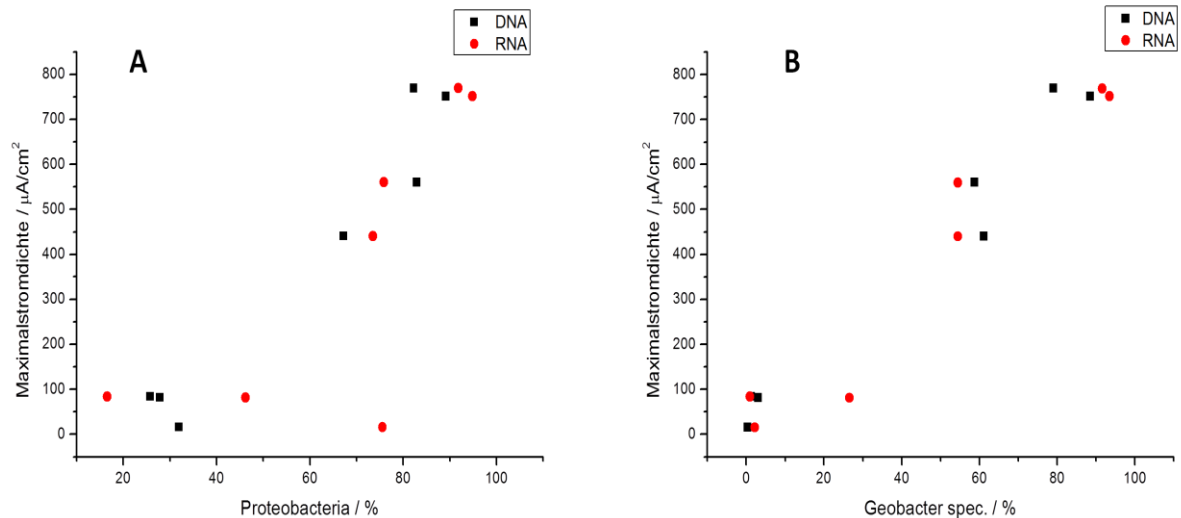 DNA
RNA
A
800
700
600
500
400
300
200
100
0
Maximalstromdichte / μA/cm²
20 40 60 80 100
Proteobacteria / %
DNA
RNA
B
800
700
600
500
400
300
200
100
0
Maximalstromdichte / μA/cm²
0 20 40 60 80 100
Geobacter spec. / %